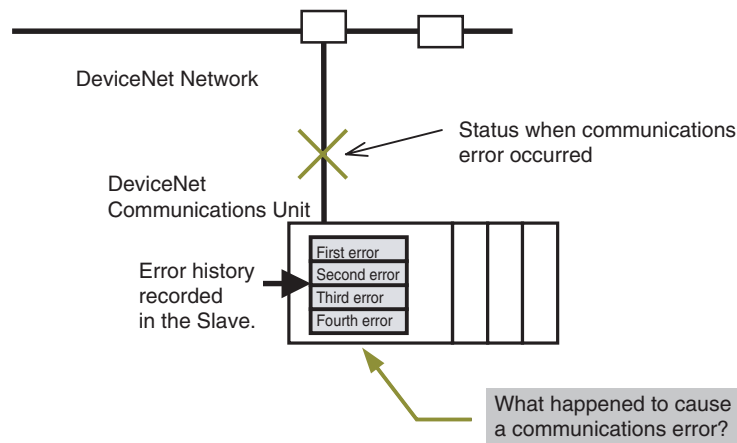 DeviceNet Network
Status when communications
error occurred
DeviceNet
Communications Unit
First error
Second error
Third error
Fourth error
Error history
recorded
in the Slave.
What happened to cause
a communications error?